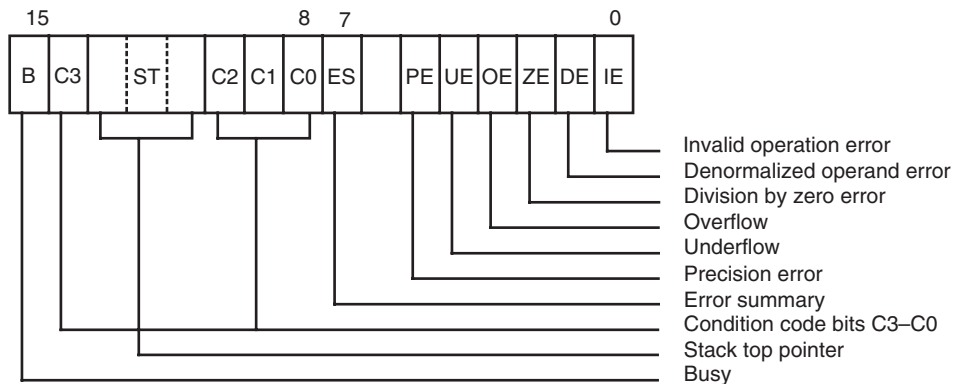 15 8 7 0
B C3 ST C2 C1 C0 ES PE UE OE ZE DE IE
Invalid operation error
Denormalized operand error
Division by zero error
Overflow
Underflow
Precision error
Error summary
Condition code bits C3–C0
Stack top pointer
Busy